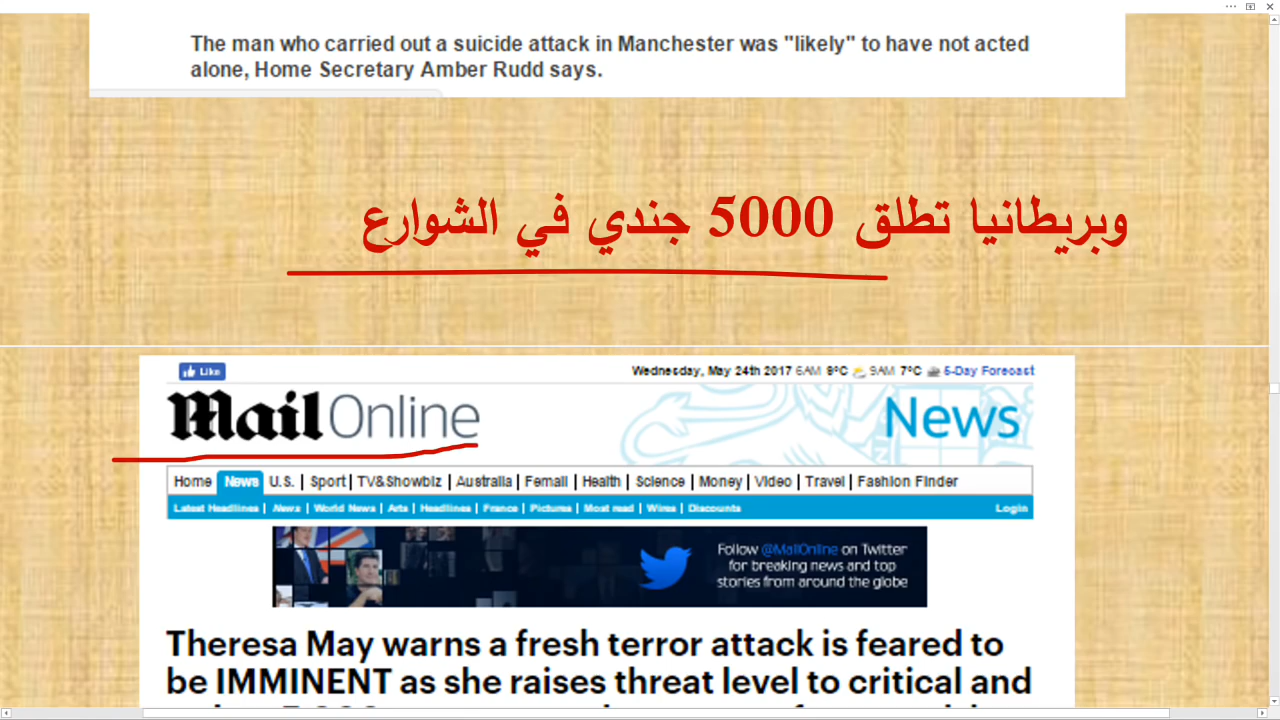 The man who carried out a suicide attack in Manchester was "likely" to have not acted
alone, Home Secretary Amber Rudd says.
وبريطانيا تطلق 5000 جندي في الشوارع
Like
Wednesday, May 24th 2017 6AM 9°C 9AM 7°C 5-Day Forecast
Mail Online
News
Home News U.S. | Sport | TV&Showbiz | Australia | Femail | Health | Science | Money | Video | Travel | Fashion Finder
Latest Headlines | News | World News | Arts | Headlines | France | Pictures | Most read | Wires | Discounts Login
Follow @MailOnline on Twitter
for breaking news and top
stories from around the globe
Theresa May warns a fresh terror attack is feared to
be IMMINENT as she raises threat level to critical and